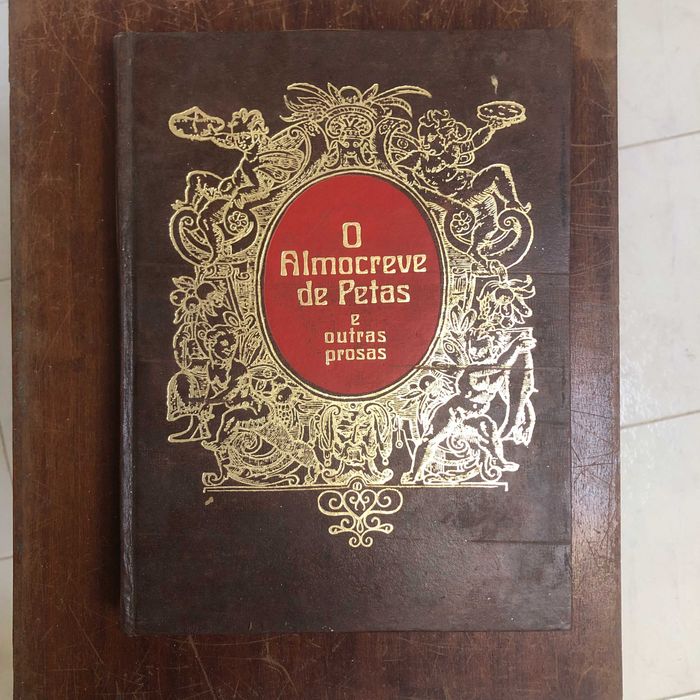 O
Almocreve
de Petas
e
outras
prosas